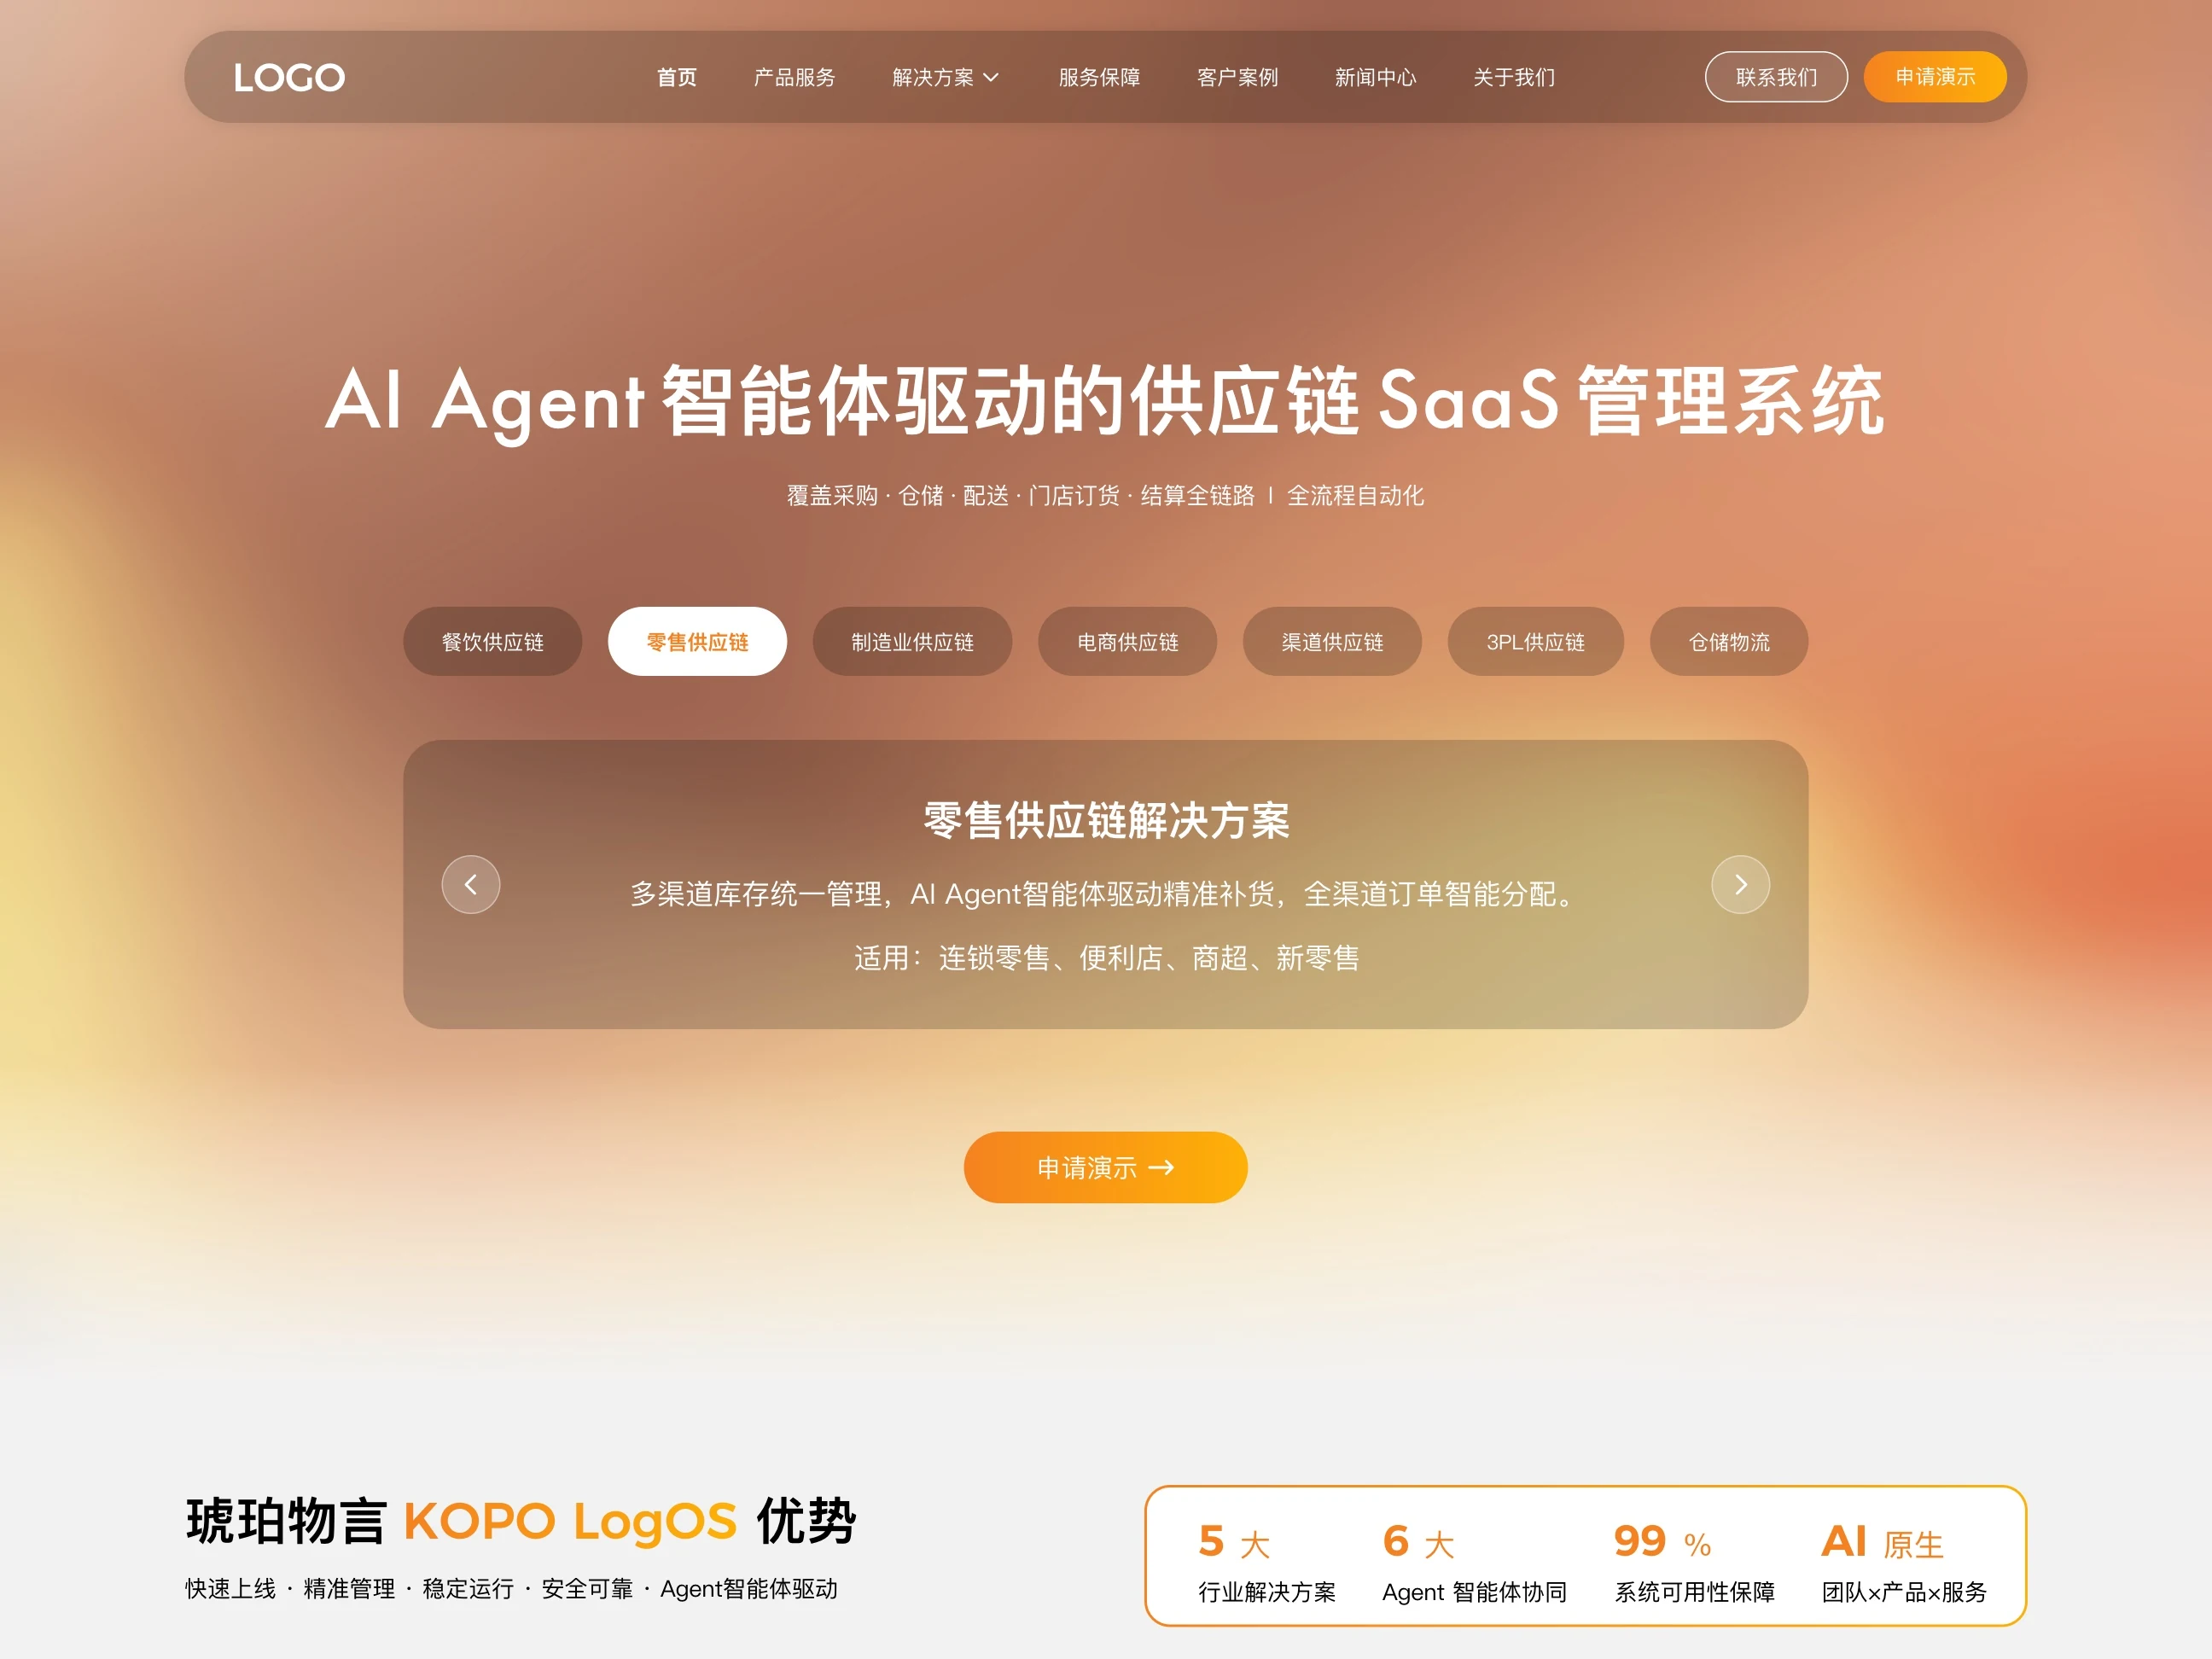 LOGO 首页 产品服务 解决方案 服务保障 客户案例 新闻中心 关于我们 联系我们 申请演示
AI Agent 智能体驱动的供应链 SaaS 管理系统
覆盖采购 · 仓储 · 配送 · 门店订货 · 结算全链路 | 全流程自动化
餐饮供应链 零售供应链 制造业供应链 电商供应链 渠道供应链 3PL供应链 仓储物流
零售供应链解决方案
多渠道库存统一管理，AI Agent智能体驱动精准补货，全渠道订单智能分配。
适用：连锁零售、便利店、商超、新零售
申请演示 →
琥珀物言 KOPO LogOS 优势
快速上线 · 精准管理 · 稳定运行 · 安全可靠 · Agent智能体驱动
5 大 6 大 99 % AI 原生
行业解决方案 Agent 智能体协同 系统可用性保障 团队×产品×服务